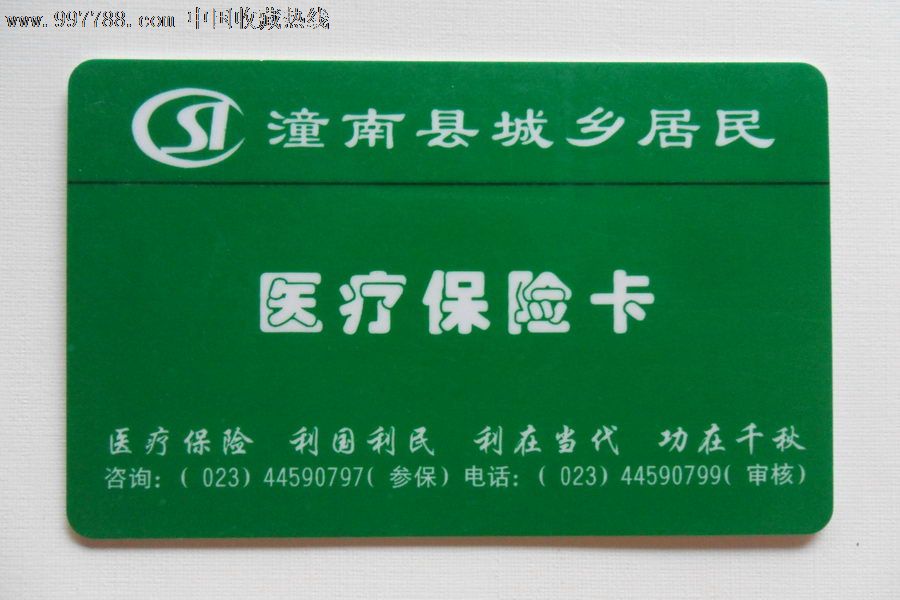 www.997788.com 中国收藏热线
SI 潼南县城乡居民
医疗保险卡
医疗保险 利国利民 利在当代 功在千秋
咨询：(023)44590797(参保)电话：(023)44590799(审核)